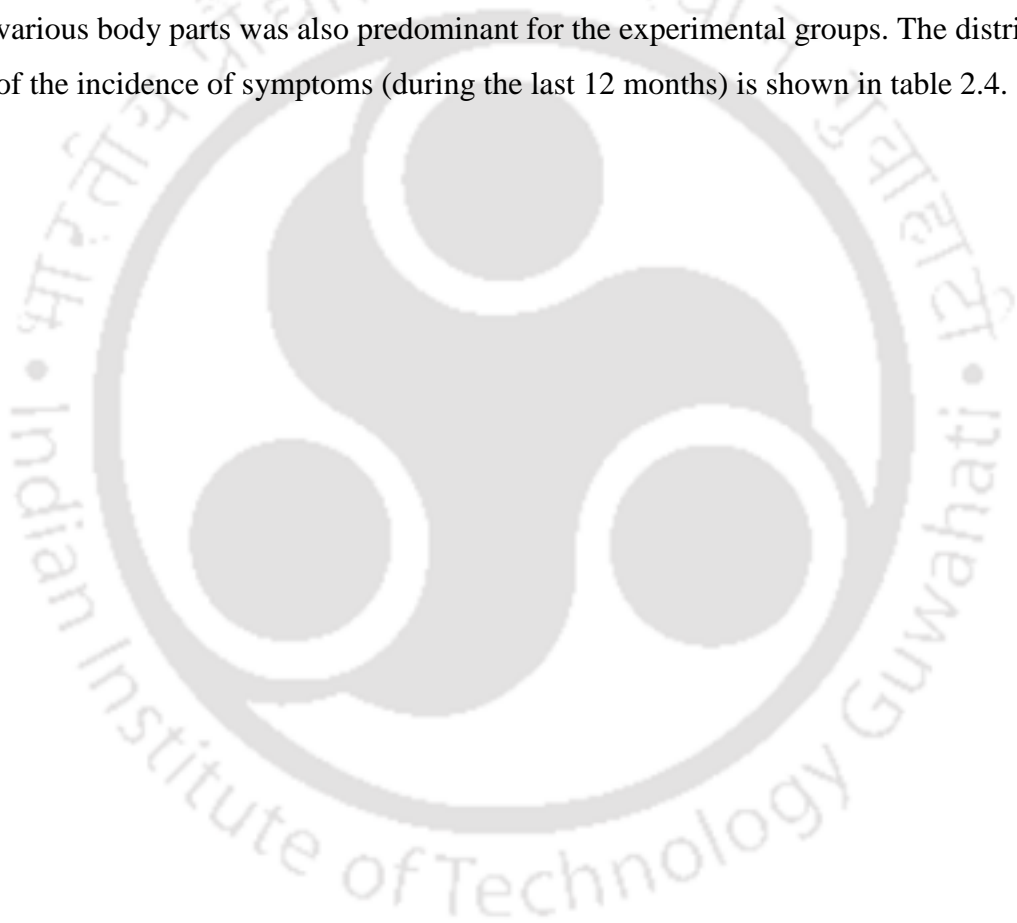 various body parts was also predominant for the experimental groups. The distri
of the incidence of symptoms (during the last 12 months) is shown in table 2.4.
भारतीय
गुवाहाटी
Indian Institute of Technology Guwahati